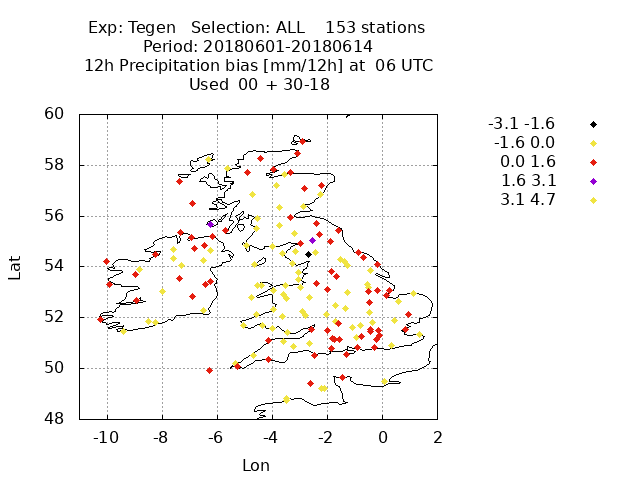 Exp: Tegen   Selection: ALL    153 stations
Period: 20180601-20180614
12h Precipitation bias [mm/12h] at  06 UTC
Used  00 + 30-18
-3.1 -1.6
-1.6 0.0
0.0 1.6
1.6 3.1
3.1 4.7
60
58
56
54
52
50
48
Lat
-10 -8 -6 -4 -2 0 2
Lon